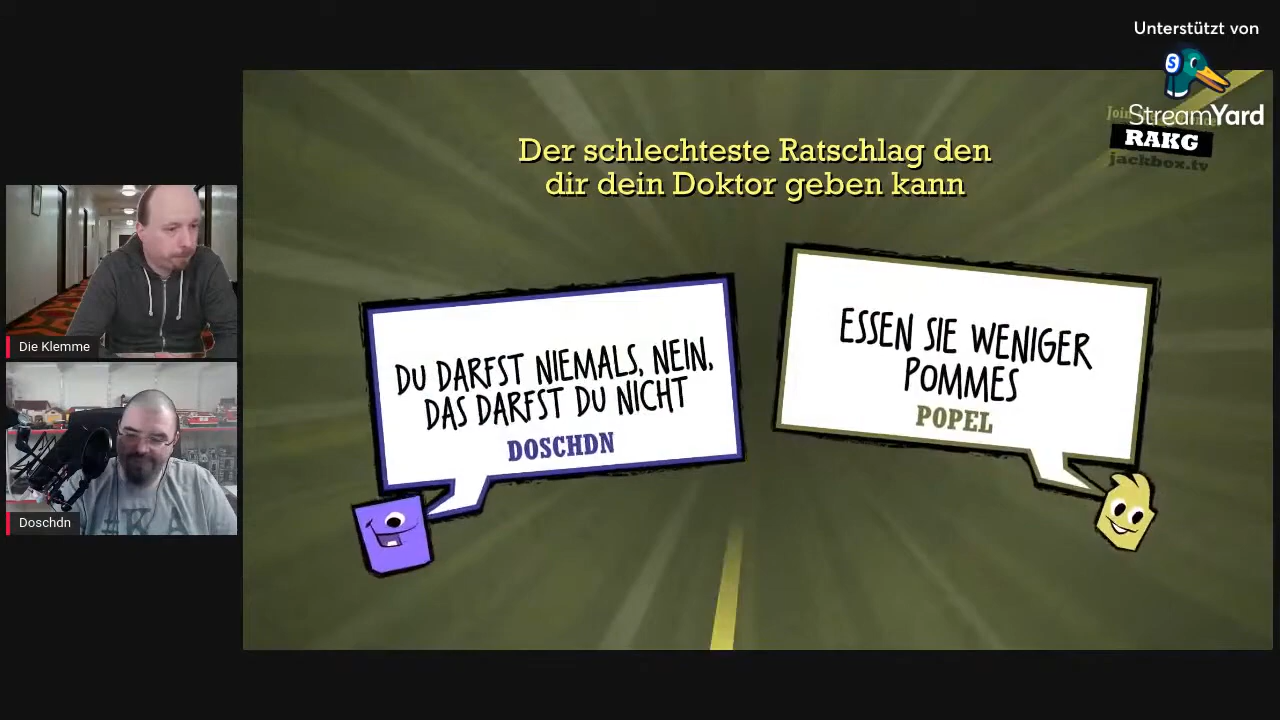 Unterstützt von
StreamYard
RAKG
jackbox.tv
Der schlechteste Ratschlag den
dir dein Doktor geben kann
DU DARFST NIEMALS, NEIN,
DAS DARFST DU NICHT
DOSCHDN
ESSEN SIE WENIGER
POMMES
POPEL
Die Klemme
Doschdn